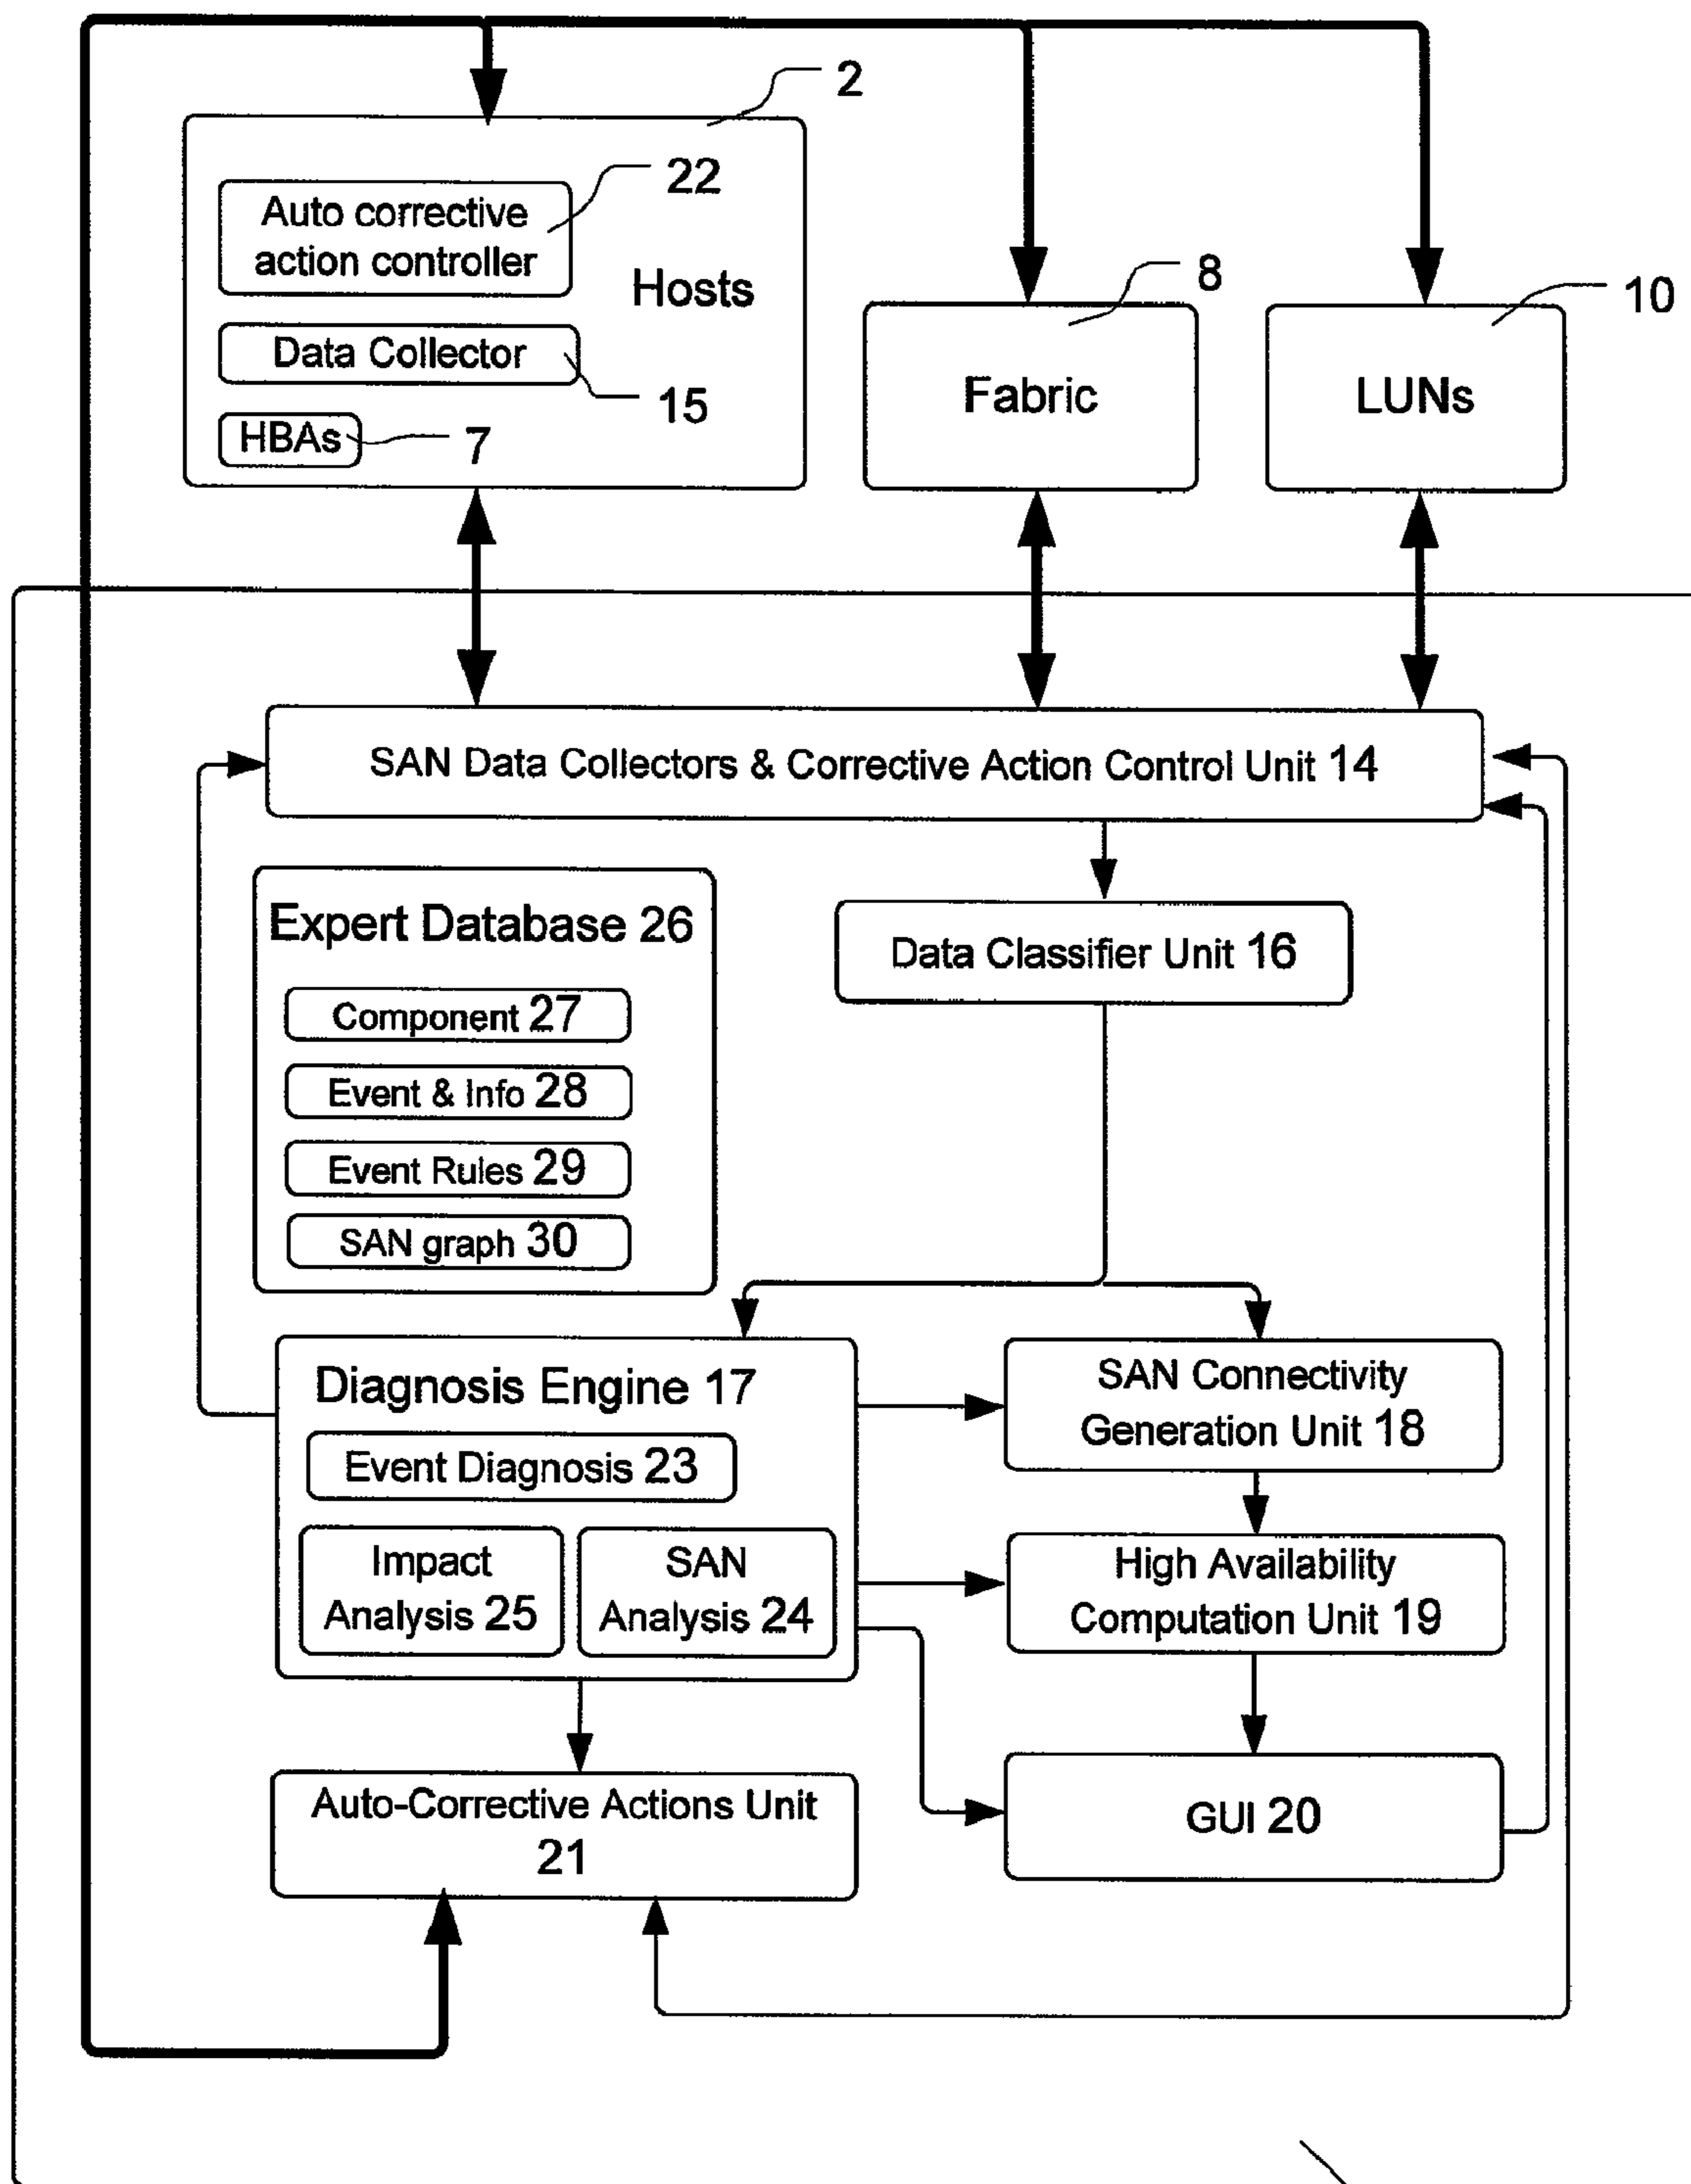 2
22
Auto corrective
action controller
Hosts
Data Collector
15
HBAs
7
8
Fabric
10
LUNs
SAN Data Collectors & Corrective Action Control Unit 14
Expert Database 26
Component 27
Event & Info 28
Event Rules 29
SAN graph 30
Data Classifier Unit 16
Diagnosis Engine 17
Event Diagnosis 23
Impact
Analysis 25
SAN
Analysis 24
SAN Connectivity
Generation Unit 18
High Availability
Computation Unit 19
Auto-Corrective Actions Unit
21
GUI 20